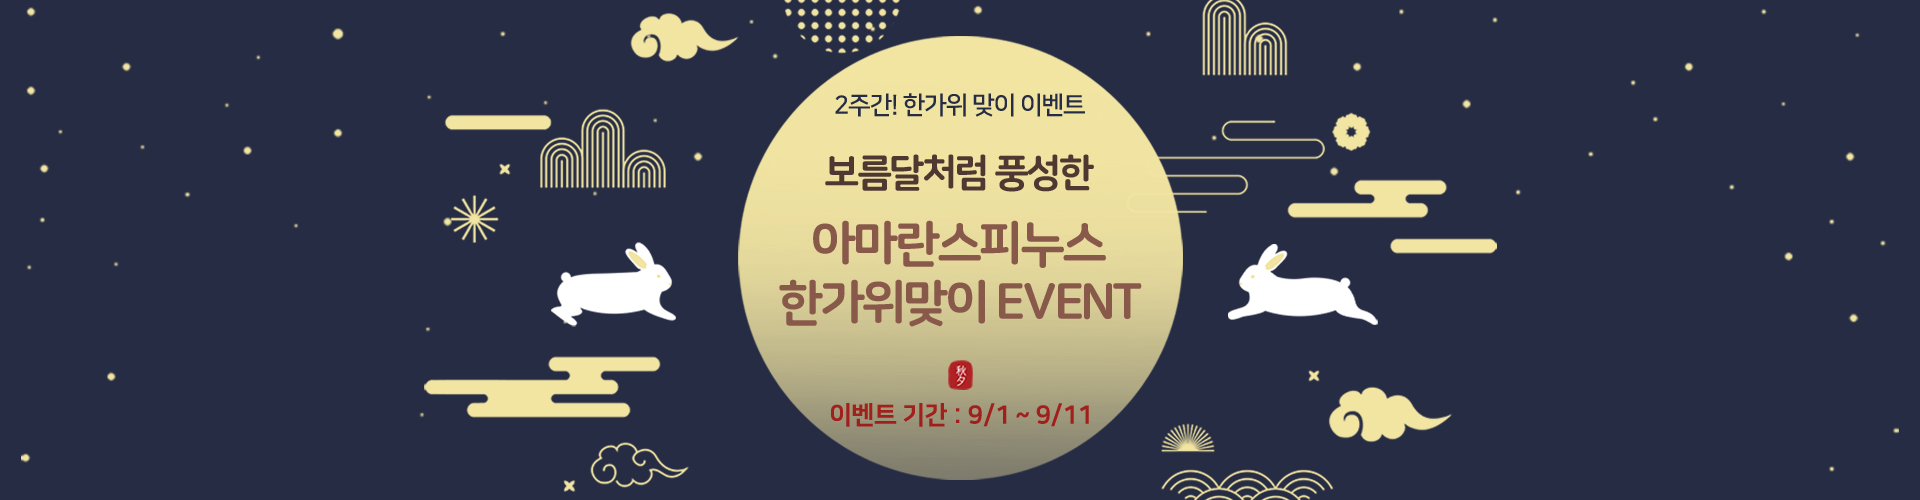 2주간! 한가위 맞이 이벤트
보름달처럼 풍성한
아마란스피누스
한가위맞이 EVENT
秋夕
이벤트 기간 : 9/1 ~ 9/11